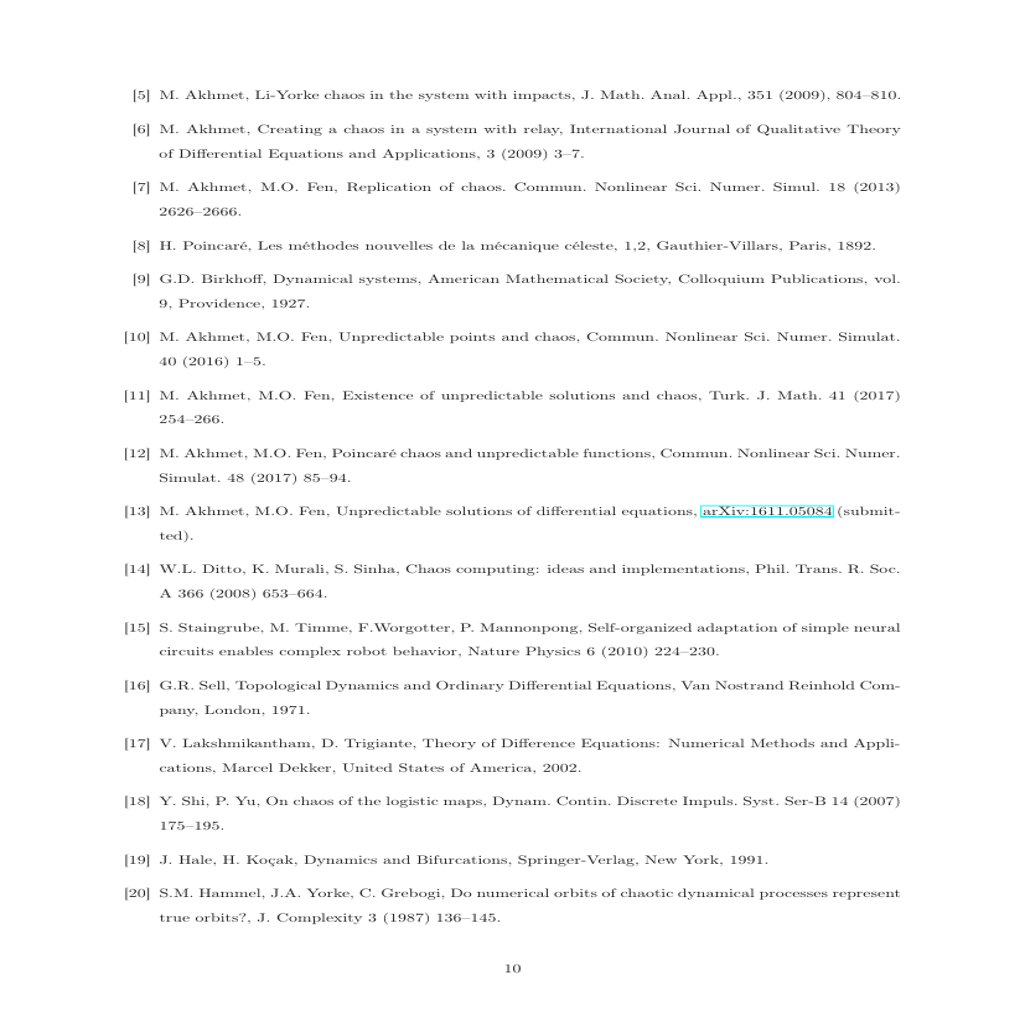 [5] M. Akhmet, Li-Yorke chaos in the system with impacts, J. Math. Anal. Appl., 351 (2009), 804–810.
[6] M. Akhmet, Creating a chaos in a system with relay, International Journal of Qualitative Theory
of Differential Equations and Applications, 3 (2009) 3–7.
[7] M. Akhmet, M.O. Fen, Replication of chaos. Commun. Nonlinear Sci. Numer. Simul. 18 (2013)
2626–2666.
[8] H. Poincaré, Les méthodes nouvelles de la mécanique céleste, 1,2, Gauthier-Villars, Paris, 1892.
[9] G.D. Birkhoff, Dynamical systems, American Mathematical Society, Colloquium Publications, vol.
9, Providence, 1927.
[10] M. Akhmet, M.O. Fen, Unpredictable points and chaos, Commun. Nonlinear Sci. Numer. Simulat.
40 (2016) 1–5.
[11] M. Akhmet, M.O. Fen, Existence of unpredictable solutions and chaos, Turk. J. Math. 41 (2017)
254–266.
[12] M. Akhmet, M.O. Fen, Poincaré chaos and unpredictable functions, Commun. Nonlinear Sci. Numer.
Simulat. 48 (2017) 85–94.
[13] M. Akhmet, M.O. Fen, Unpredictable solutions of differential equations, arXiv:1611.05084 (submit-
ted).
[14] W.L. Ditto, K. Murali, S. Sinha, Chaos computing: ideas and implementations, Phil. Trans. R. Soc.
A 366 (2008) 653–664.
[15] S. Staingrube, M. Timme, F.Worgotter, P. Mannonpong, Self-organized adaptation of simple neural
circuits enables complex robot behavior, Nature Physics 6 (2010) 224–230.
[16] G.R. Sell, Topological Dynamics and Ordinary Differential Equations, Van Nostrand Reinhold Com-
pany, London, 1971.
[17] V. Lakshmikantham, D. Trigiante, Theory of Difference Equations: Numerical Methods and Appli-
cations, Marcel Dekker, United States of America, 2002.
[18] Y. Shi, P. Yu, On chaos of the logistic maps, Dynam. Contin. Discrete Impuls. Syst. Ser-B 14 (2007)
175–195.
[19] J. Hale, H. Koçak, Dynamics and Bifurcations, Springer-Verlag, New York, 1991.
[20] S.M. Hammel, J.A. Yorke, C. Grebogi, Do numerical orbits of chaotic dynamical processes represent
true orbits?, J. Complexity 3 (1987) 136–145.
10